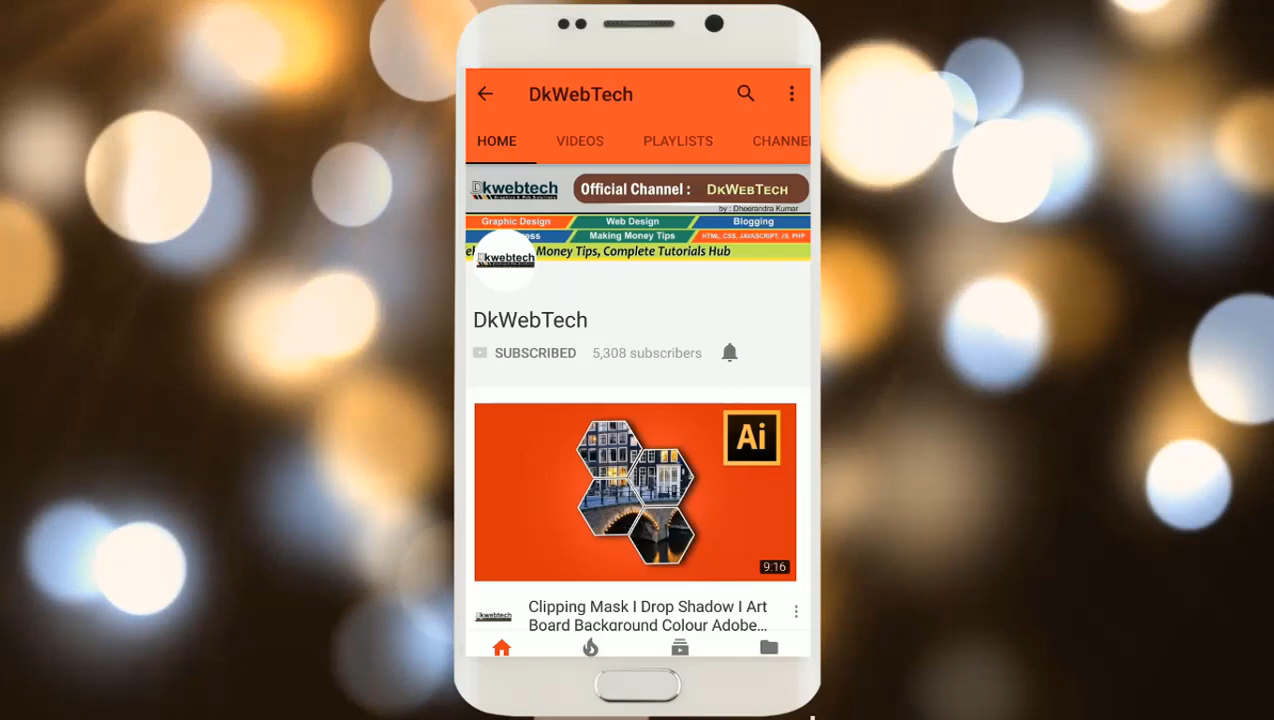 DkWebTech
HOME VIDEOS PLAYLISTS CHANNE
Dkwebtech Official Channel : DKWEBTECH
by : Dheerandra Kumar
Graphic Design Web Design Blogging
ess Making Money Tips HTML, CSS, JAVASCRIPT, JS, PHP
Money Tips, Complete Tutorials Hub
Dkwebtech
DkWebTech
SUBSCRIBED 5,308 subscribers
Ai
9:16
Dkwebtech
Clipping Mask I Drop Shadow I Art
Board Background Colour Adobe...